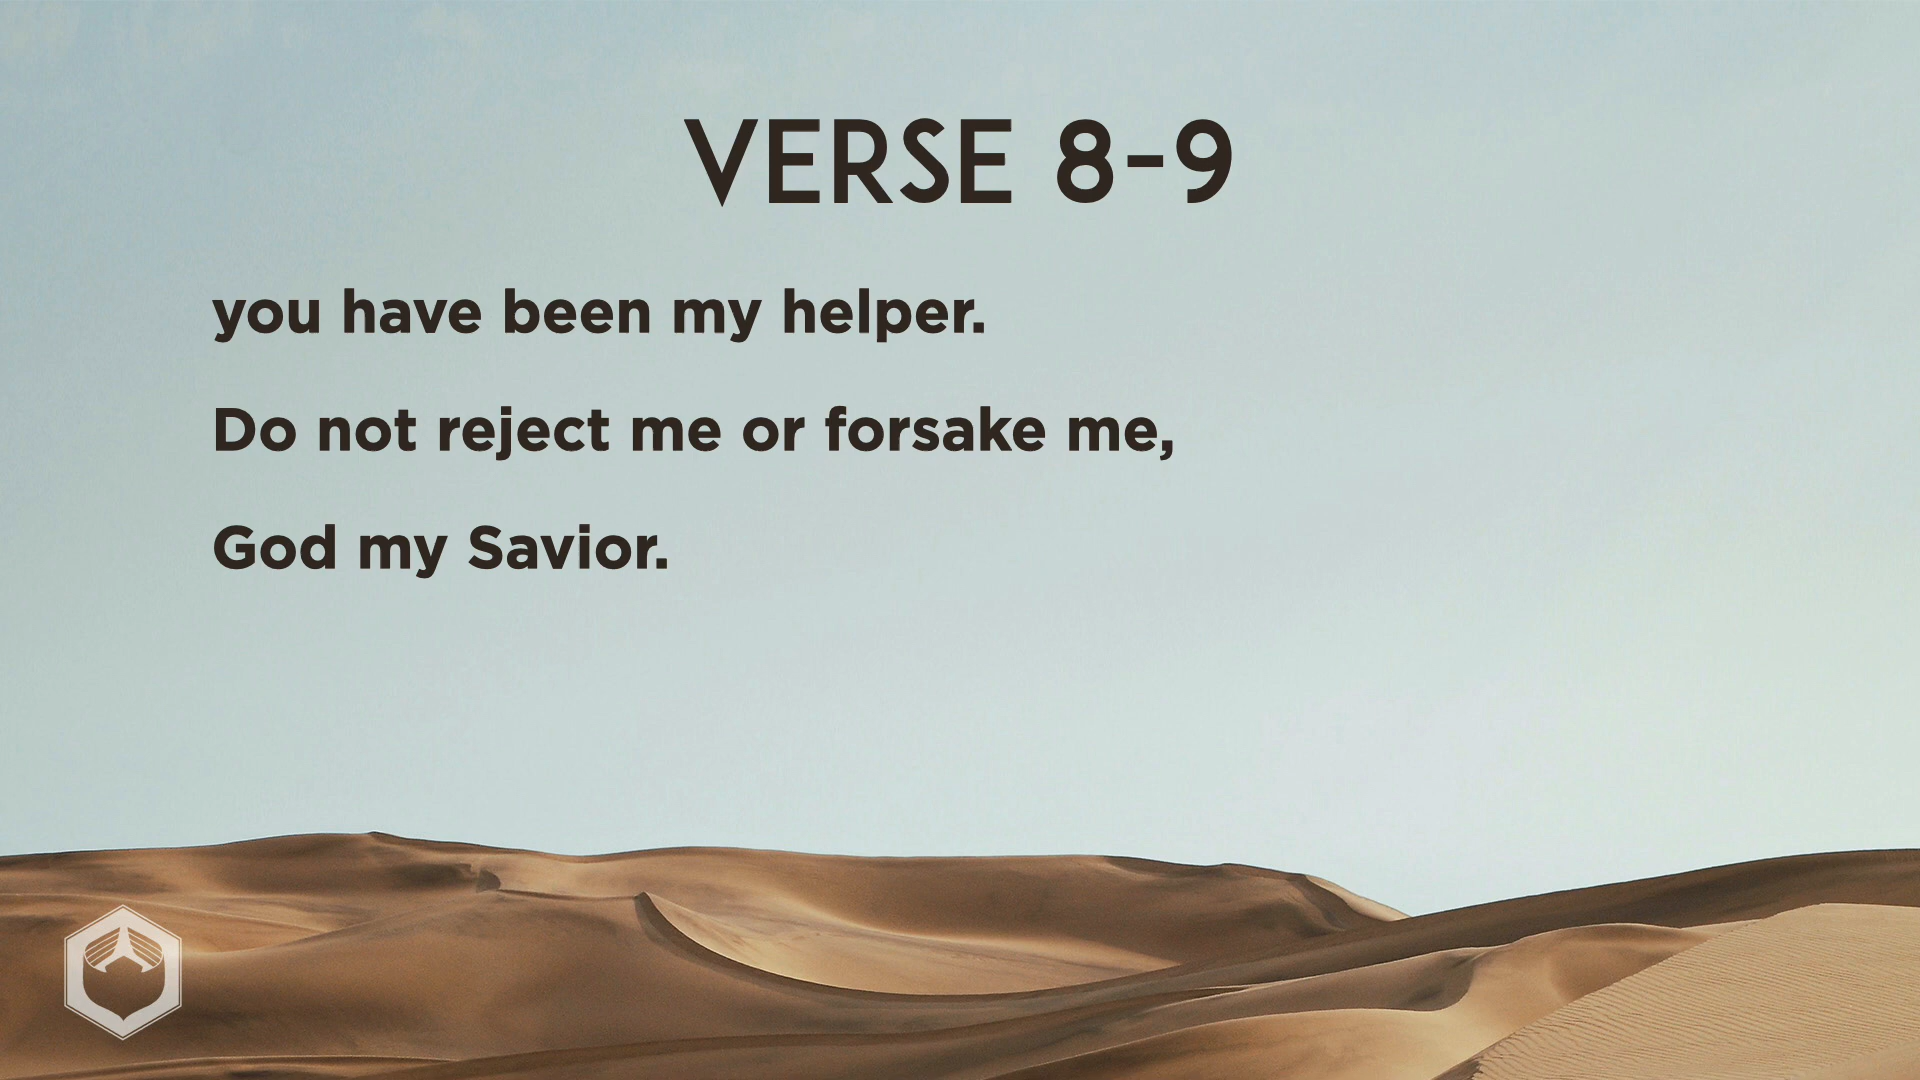 VERSE 8-9
you have been my helper.
Do not reject me or forsake me,
God my Savior.